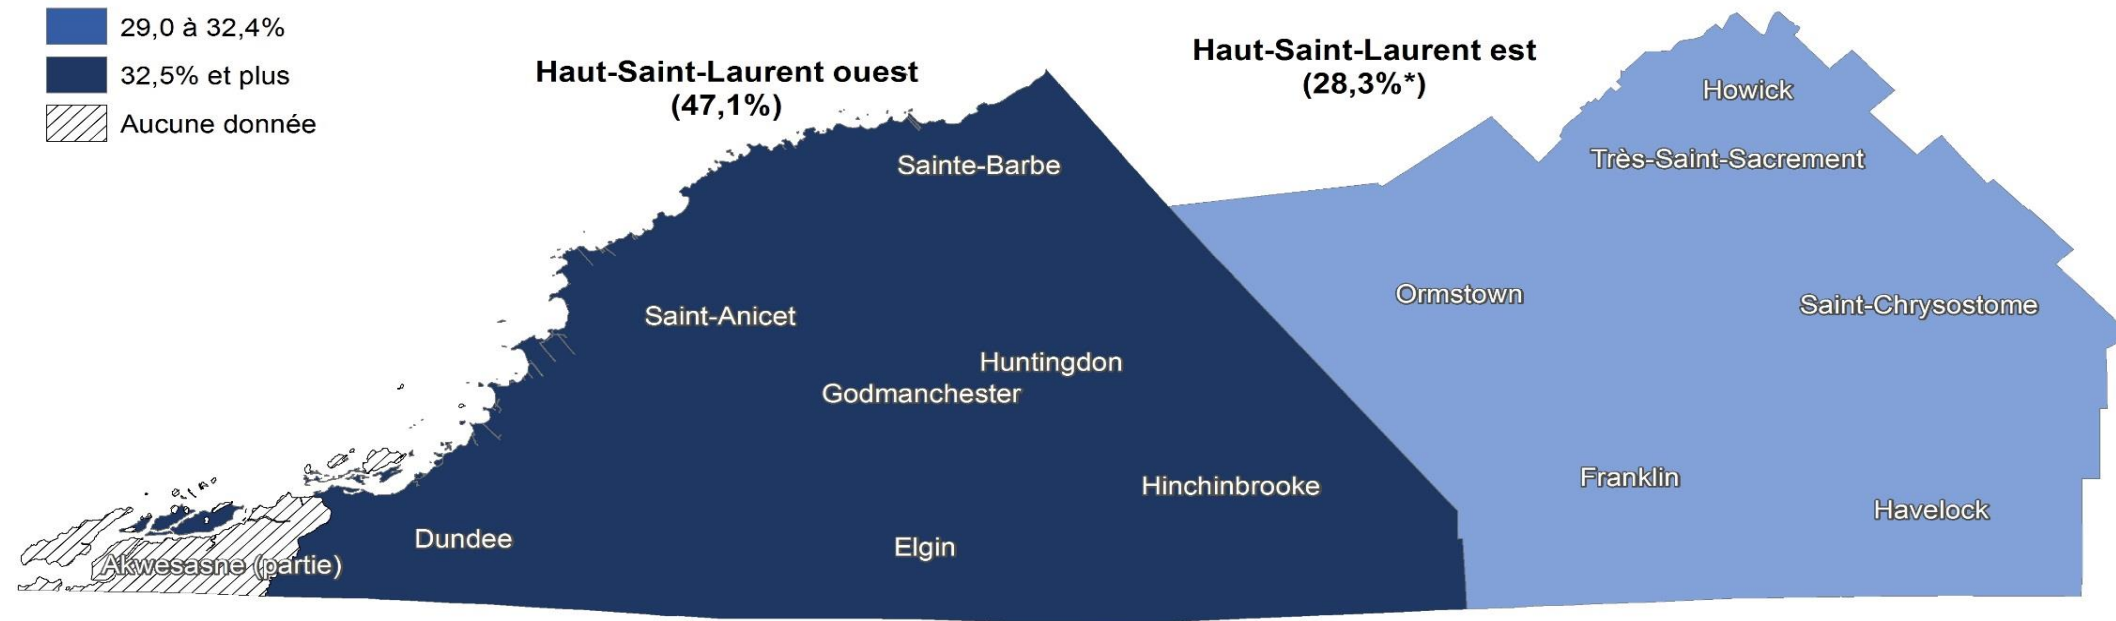 29,0 à 32,4%
32,5% et plus
Aucune donnée
Haut-Saint-Laurent ouest
(47,1%)
Haut-Saint-Laurent est
(28,3%*)
Howick
Très-Saint-Sacrement
Sainte-Barbe
Ormstown
Saint-Chrysostome
Saint-Anicet
Huntingdon
Godmanchester
Franklin
Hinchinbrooke
Havelock
Dundee
Elgin
Akwesasne (partie)